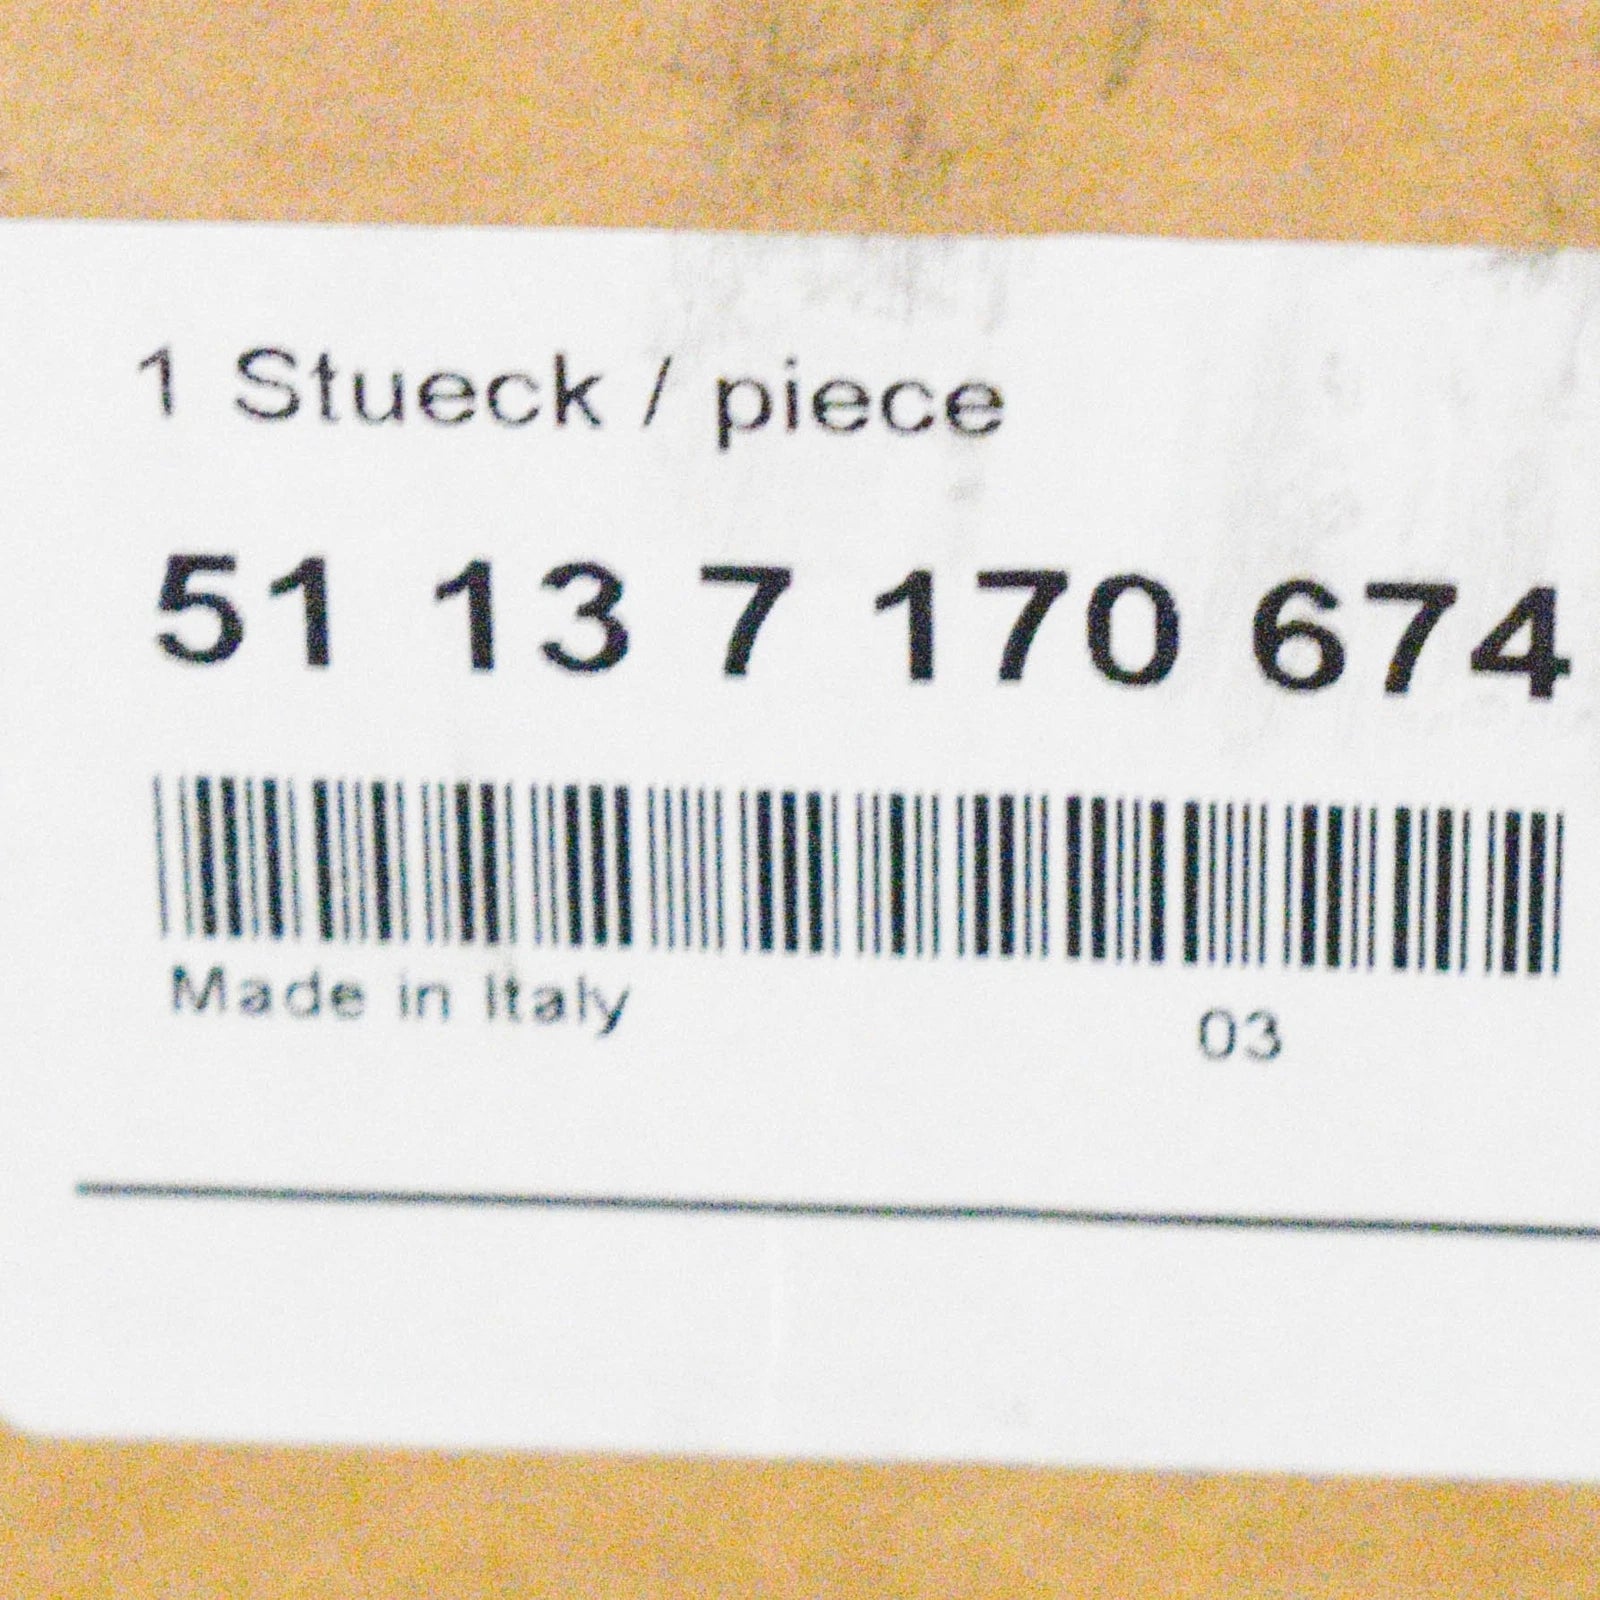 1 Stueck / piece
51 13 7 170 674
Made in Italy
03